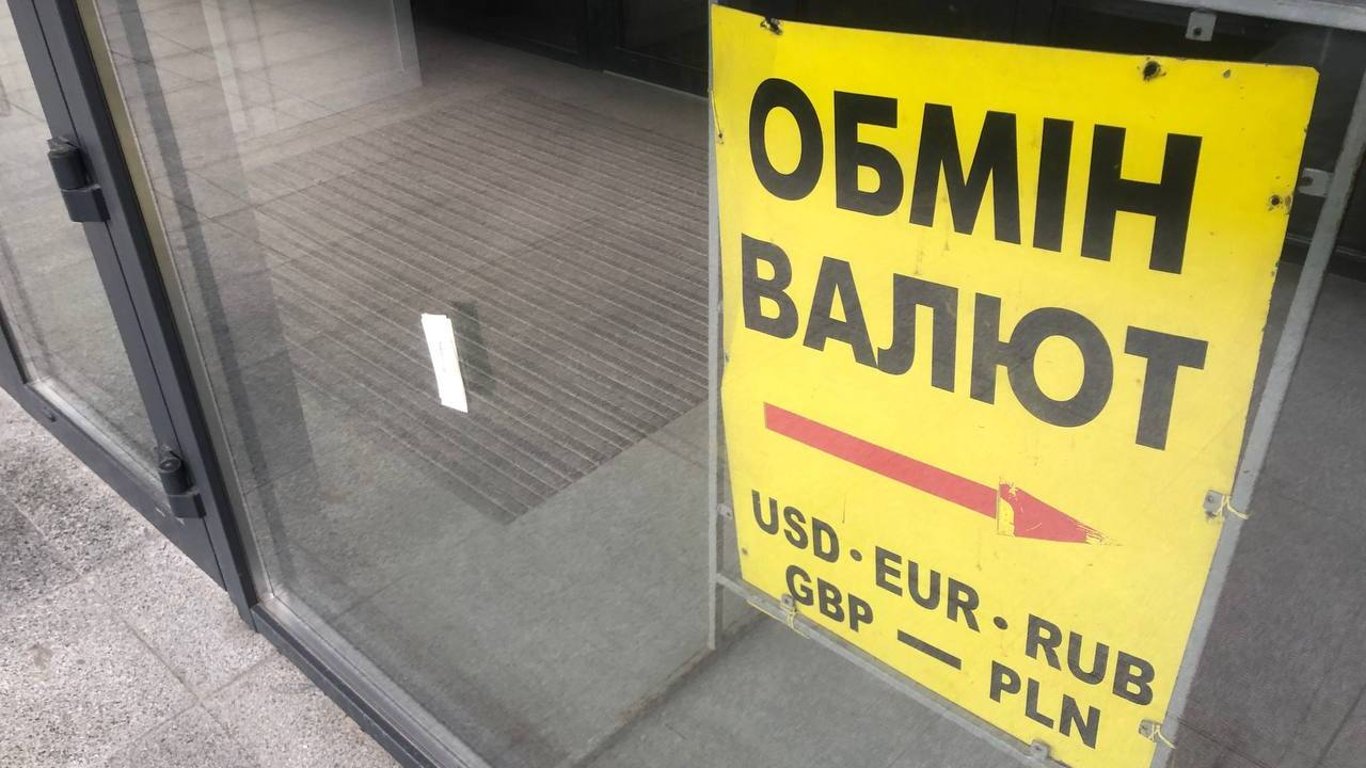 ОБМІН
ВАЛЮТ
USD · EUR · RUB
GBP — PLN